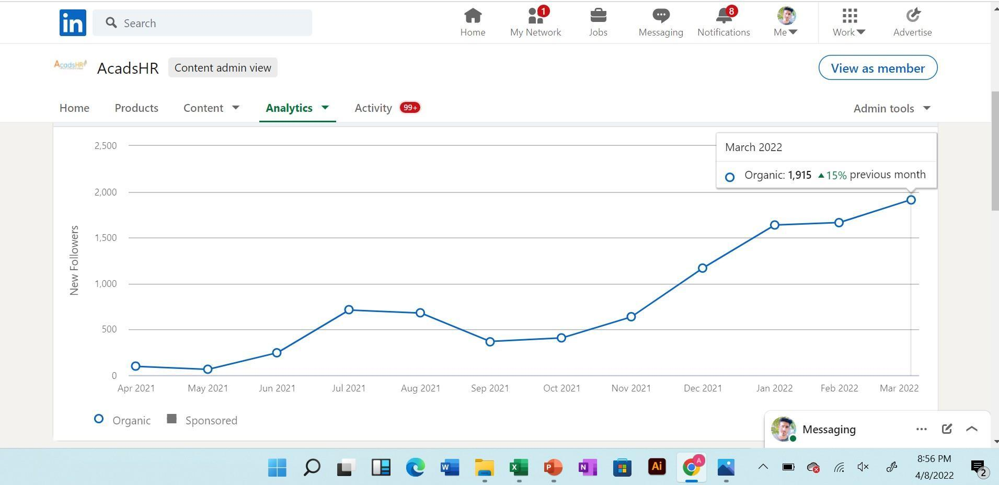 in
Search
1
8
Home
My Network
Jobs
Messaging
Notifications
Me
Work
Advertise
AcadsHR
AcadsHR
Content admin view
View as member
Home
Products
Content
Analytics
Activity
99+
Admin tools
March 2022
Organic: 1,915 ▲15% previous month
2,500
2,000
1,500
1,000
500
0
New Followers
Apr 2021
May 2021
Jun 2021
Jul 2021
Aug 2021
Sep 2021
Oct 2021
Nov 2021
Dec 2021
Jan 2022
Feb 2022
Mar 2022
Organic
Sponsored
Messaging
W
X
P
N
Ai
A
8:56 PM
4/8/2022
2